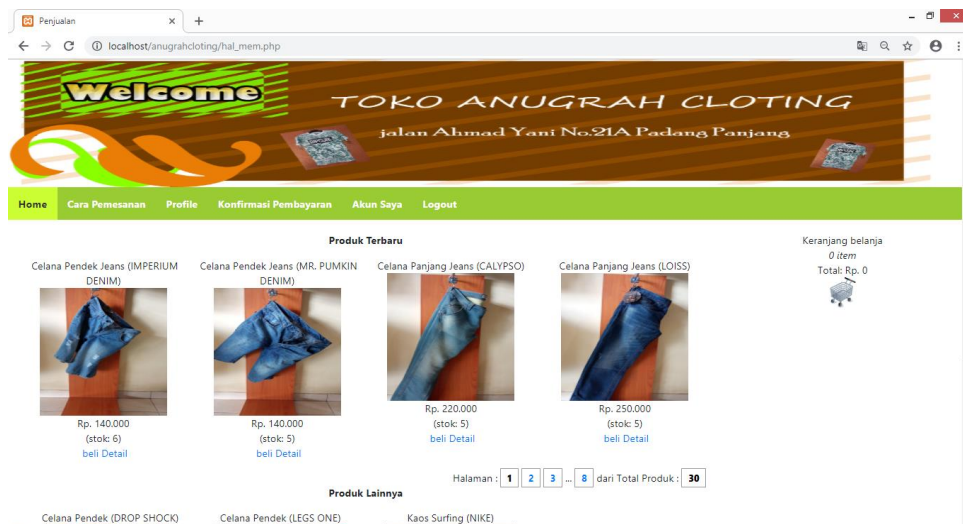 Penjualan
localhost/anugrahcloting/hal_mem.php
Welcome
TOKO ANUGRAH CLOTING
jalan Ahmad Yani No.21A Padang Panjang
Home Cara Pemesanan Profile Konfirmasi Pembayaran Akun Saya Logout
Produk Terbaru
Celana Pendek Jeans (IMPERIUM
DENIM)
Rp. 140.000
(stok: 6)
beli Detail
Celana Pendek Jeans (MR. PUMKIN
DENIM)
Rp. 140.000
(stok: 5)
beli Detail
Celana Panjang Jeans (CALYPSO)
Rp. 220.000
(stok: 5)
beli Detail
Celana Panjang Jeans (LOISS)
Rp. 250.000
(stok: 5)
beli Detail
Keranjang belanja
0 item
Total: Rp. 0
Halaman : 1 2 3 ... 8 dari Total Produk : 30
Produk Lainnya
Celana Pendek (DROP SHOCK)
Celana Pendek (LEGS ONE)
Kaos Surfing (NIKE)